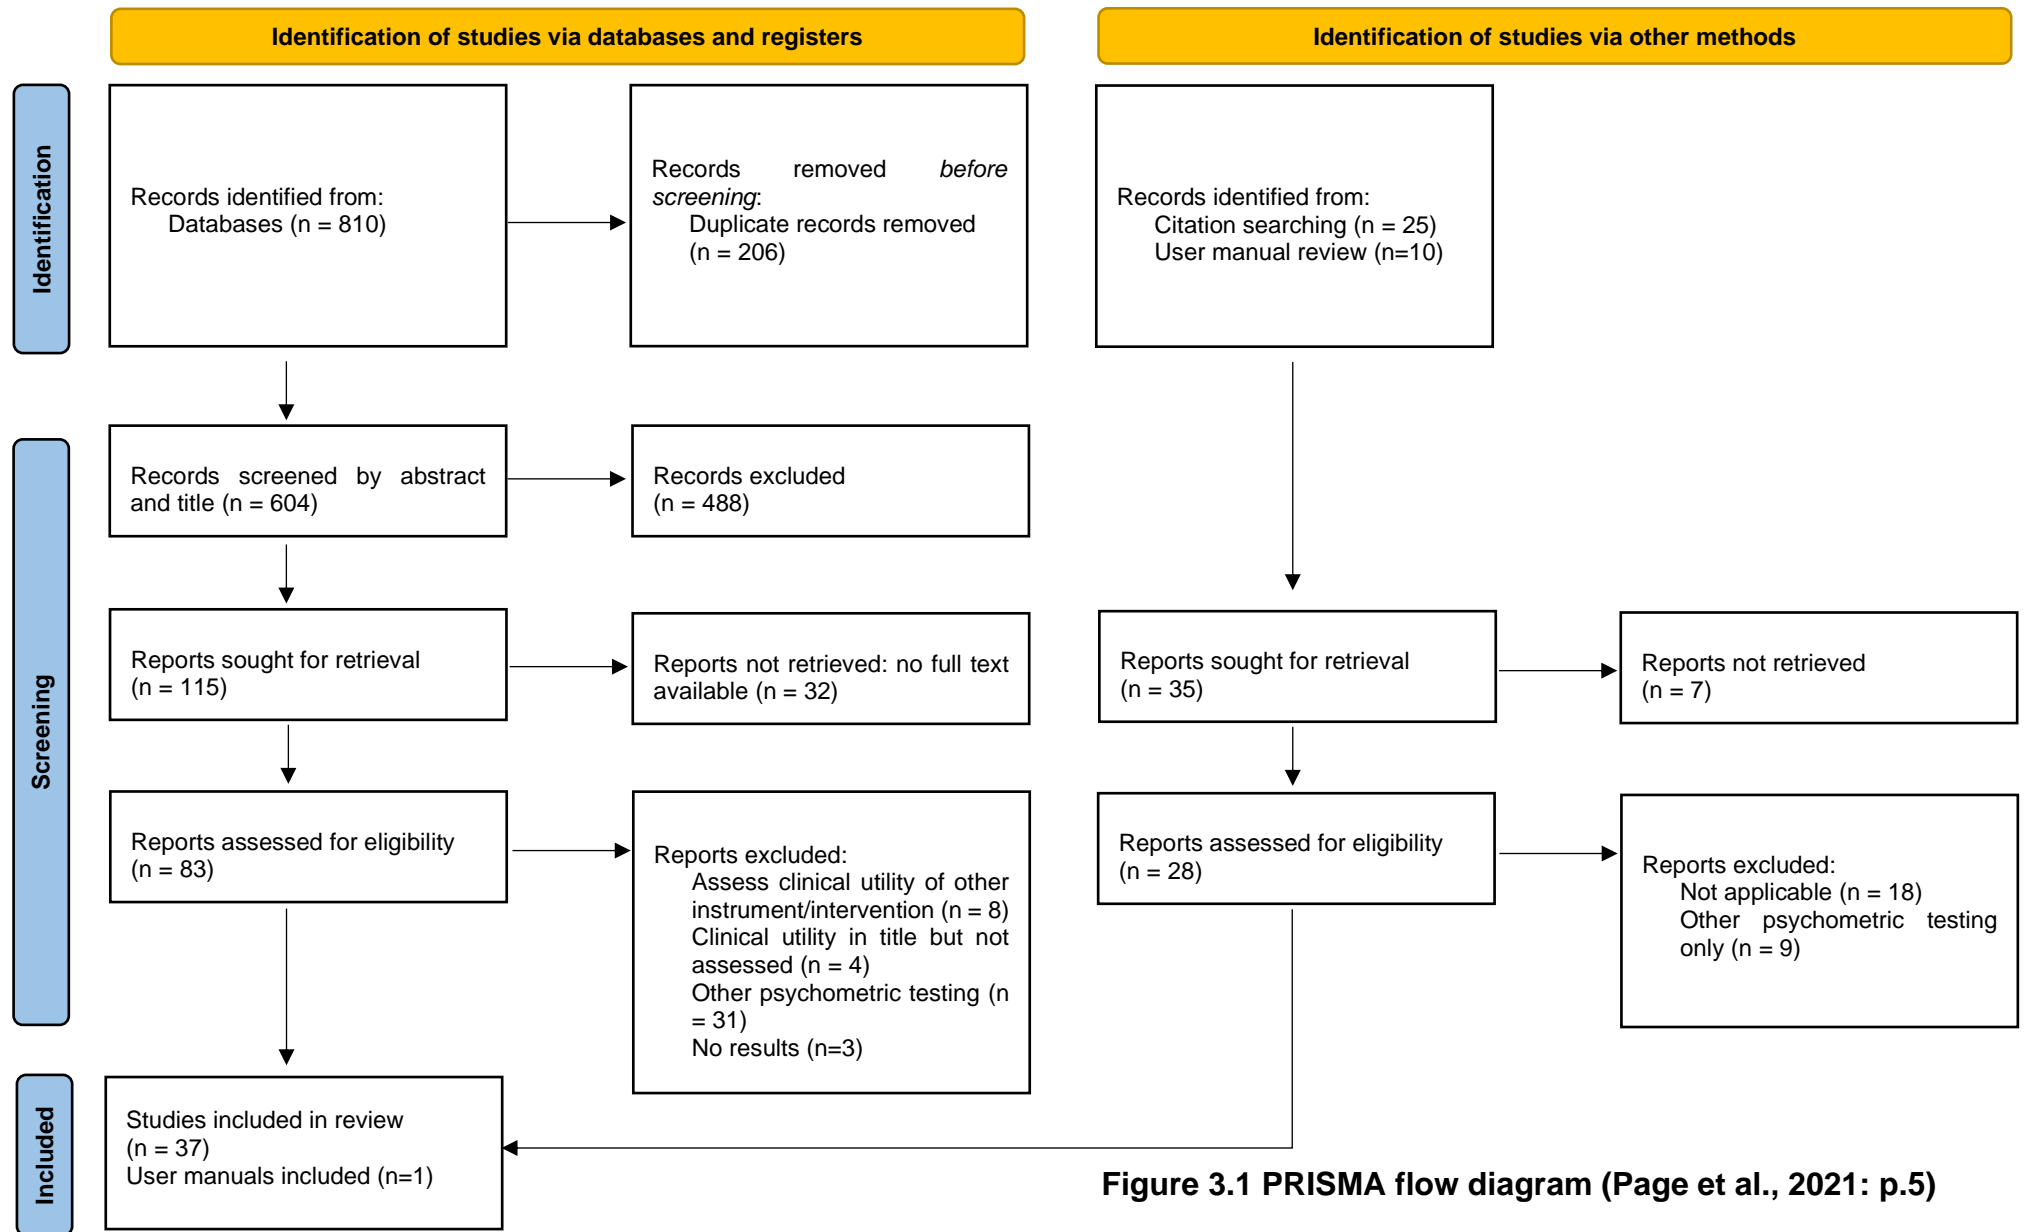 Identification of studies via databases and registers
Identification of studies via other methods
Identification
Records identified from:
Databases (n = 810)
Records removed before
screening:
Duplicate records removed
(n = 206)
Records identified from:
Citation searching (n = 25)
User manual review (n=10)
Screening
Records screened by abstract
and title (n = 604)
Records excluded
(n = 488)
Reports sought for retrieval
(n = 115)
Reports not retrieved: no full text
available (n = 32)
Reports sought for retrieval
(n = 35)
Reports not retrieved
(n = 7)
Reports assessed for eligibility
(n = 83)
Reports excluded:
Assess clinical utility of other
instrument/intervention (n = 8)
Clinical utility in title but not
assessed (n = 4)
Other psychometric testing (n
= 31)
No results (n=3)
Reports assessed for eligibility
(n = 28)
Reports excluded:
Not applicable (n = 18)
Other psychometric testing
only (n = 9)
Included
Studies included in review
(n = 37)
User manuals included (n=1)
Figure 3.1 PRISMA flow diagram (Page et al., 2021: p.5)